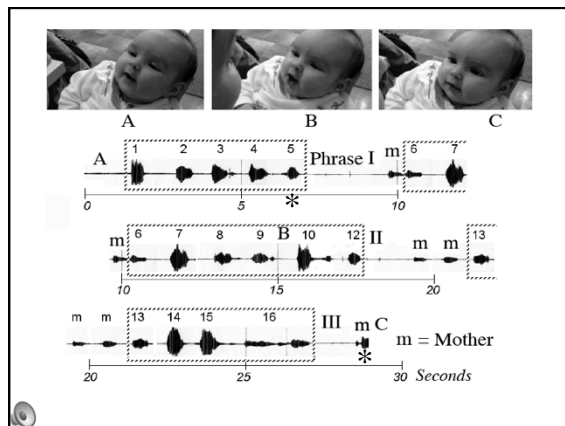 A B C
1 2 3 4 5 6 7
A Phrase I m
0 5 10
*
6 7 8 9 B 10 12 13
m II m m
10 15 20
m m 13 14 15 16 III m C m = Mother
*
20 25 30 Seconds